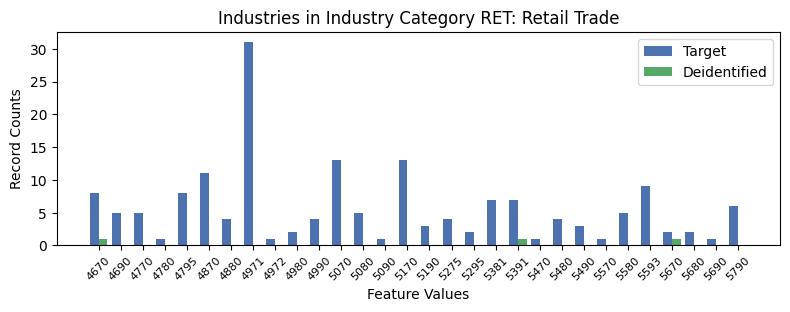 Industries in Industry Category RET: Retail Trade
Target
Deidentified
Record Counts
30
25
20
15
10
5
0
4670 4690 4770 4780 4795 4870 4880 4971 4972 4980 4990 5070 5080 5090 5170 5190 5275 5295 5381 5391 5470 5480 5490 5570 5580 5593 5670 5680 5690 5790
Feature Values